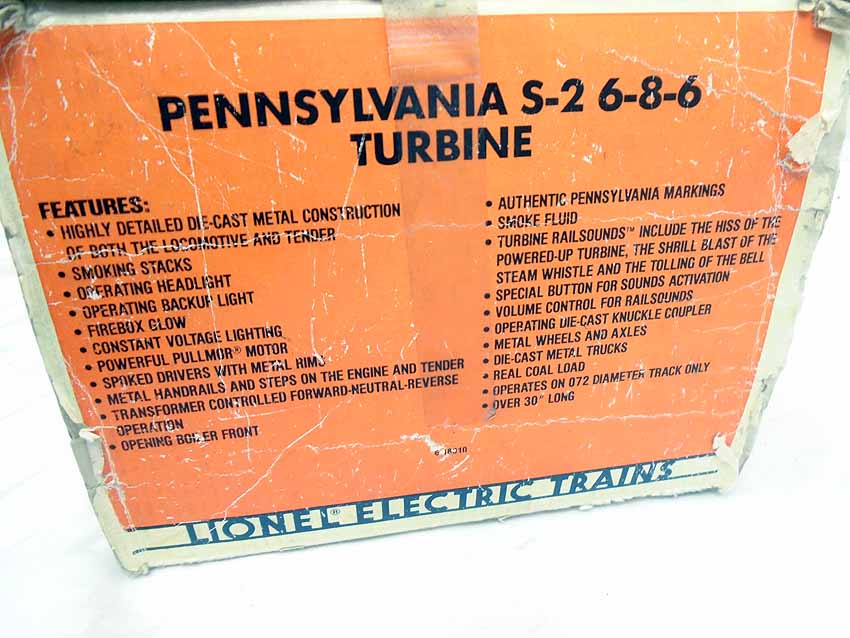 PENNSYLVANIA S-2 6-8-6
TURBINE
FEATURES:
• HIGHLY DETAILED DIE-CAST METAL CONSTRUCTION
OF BOTH THE LOCOMOTIVE AND TENDER
• SMOKING STACKS
• OPERATING HEADLIGHT
• OPERATING BACKUP LIGHT
• FIREBOX GLOW
• CONSTANT VOLTAGE LIGHTING
• POWERFUL PULLMOR® MOTOR
• SPOKED DRIVERS WITH METAL RIMS
• METAL HANDRAILS AND STEPS ON THE ENGINE AND TENDER
• TRANSFORMER CONTROLLED FORWARD-NEUTRAL-REVERSE
OPERATION
• OPENING BOILER FRONT
• AUTHENTIC PENNSYLVANIA MARKINGS
• SMOKE FLUID
• TURBINE RAILSOUNDS™ INCLUDE THE HISS OF THE
POWERED-UP TURBINE, THE SHRILL BLAST OF THE
STEAM WHISTLE AND THE TOLLING OF THE BELL
• SPECIAL BUTTON FOR SOUNDS ACTIVATION
• VOLUME CONTROL FOR RAILSOUNDS
• OPERATING DIE-CAST KNUCKLE COUPLER
• METAL WHEELS AND AXLES
• DIE-CAST METAL TRUCKS
• REAL COAL LOAD
• OPERATES ON 072 DIAMETER TRACK ONLY
• OVER 30" LONG
LIONEL® ELECTRIC TRAINS